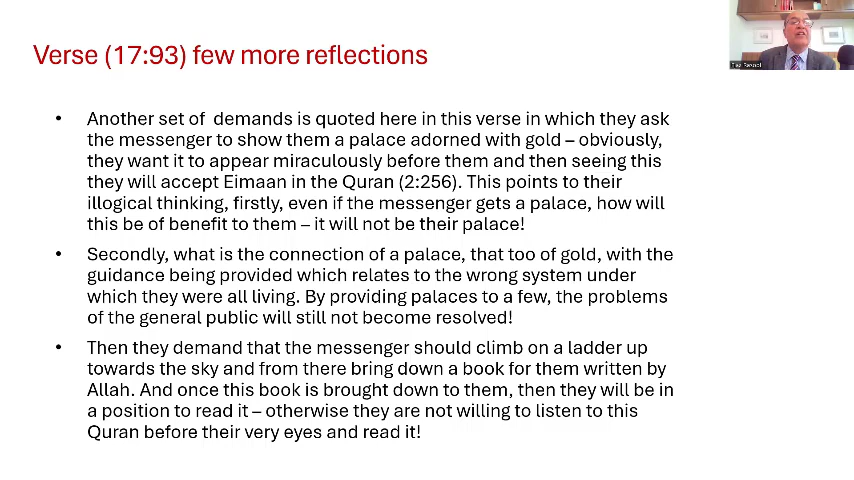 Verse (17:93) few more reflections
• Another set of demands is quoted here in this verse in which they ask
the messenger to show them a palace adorned with gold – obviously,
they want it to appear miraculously before them and then seeing this
they will accept Eimaan in the Quran (2:256). This points to their
illogical thinking, firstly, even if the messenger gets a palace, how will
this be of benefit to them – it will not be their palace!
• Secondly, what is the connection of a palace, that too of gold, with the
guidance being provided which relates to the wrong system under
which they were all living. By providing palaces to a few, the problems
of the general public will still not become resolved!
• Then they demand that the messenger should climb on a ladder up
towards the sky and from there bring down a book for them written by
Allah. And once this book is brought down to them, then they will be in
a position to read it – otherwise they are not willing to listen to this
Quran before their very eyes and read it!